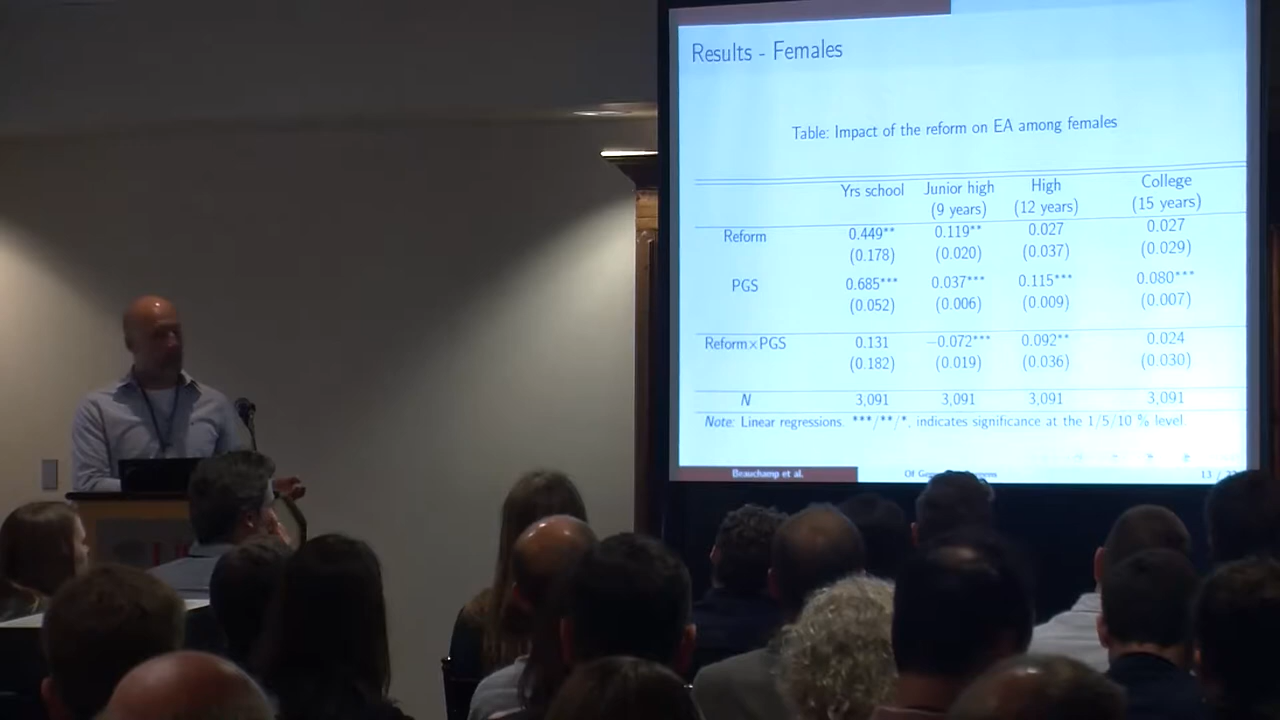 Results - Females
Table: Impact of the reform on EA among females
Yrs school Junior high High College
(9 years) (12 years) (15 years)
Reform 0.449** 0.119** 0.027 0.027
(0.178) (0.020) (0.037) (0.029)
PGS 0.685*** 0.037*** 0.115*** 0.080***
(0.052) (0.006) (0.009) (0.007)
Reform×PGS 0.131 −0.072*** 0.092** 0.024
(0.182) (0.019) (0.036) (0.030)
N 3,091 3,091 3,091 3,091
Note: Linear regressions. ***/**/*, indicates significance at the 1/5/10 % level.
Beauchamp et al. Of 13 /